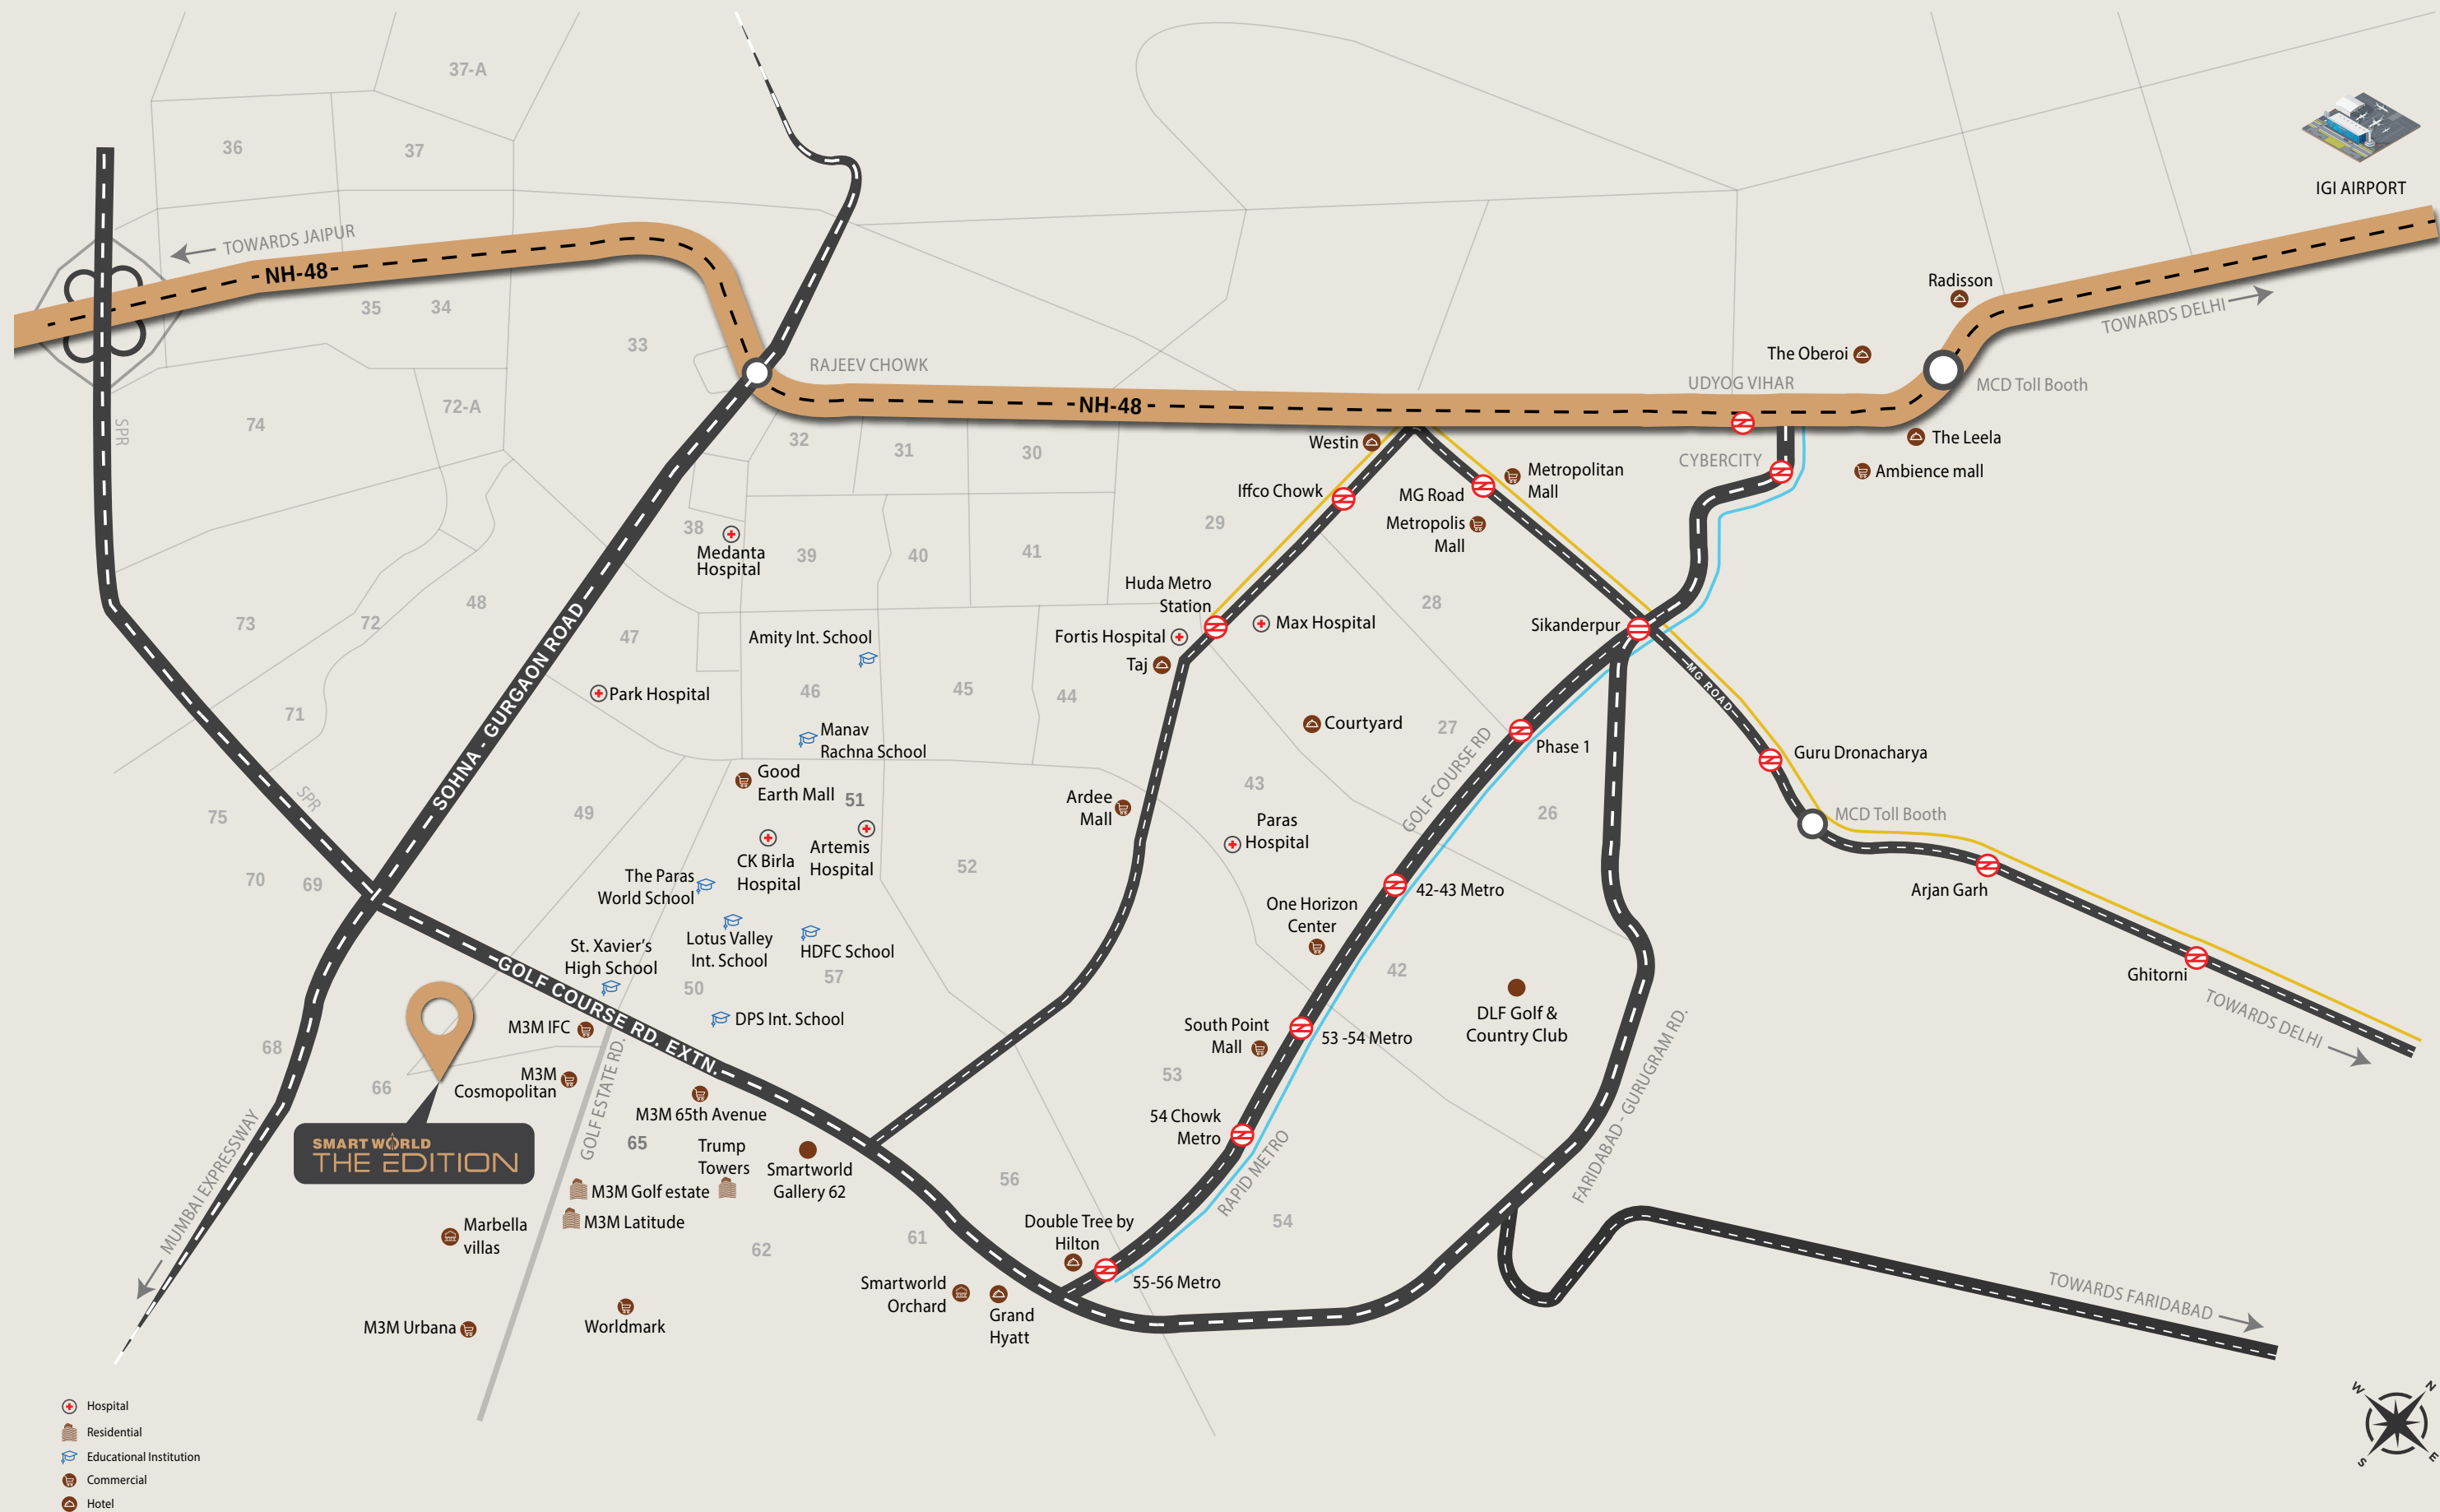 37-A
36
37
IGI AIRPORT
TOWARDS JAIPUR
NH-48
35
34
33
Radisson
TOWARDS DELHI
The Oberoi
RAJEEV CHOWK
UDYOG VIHAR
MCD Toll Booth
NH-48
72-A
74
SPR
32
31
30
Westin
The Leela
CYBERCITY
Ambience mall
Metropolitan
Mall
Iffco Chowk
MG Road
Metropolis
Mall
29
38
Medanta
Hospital
39
40
41
Huda Metro
Station
28
48
73
72
47
Amity Int. School
Fortis Hospital
Max Hospital
Sikanderpur
Taj
MG ROAD
Park Hospital
46
45
44
71
SOHNA - GURGAON ROAD
Manav
Rachna School
Courtyard
27
Phase 1
Guru Dronacharya
GOLF COURSE RD
Good
Earth Mall
51
43
SPR
75
49
Ardee
Mall
26
MCD Toll Booth
Paras
Hospital
CK Birla
Hospital
Artemis
Hospital
52
70
69
The Paras
World School
42-43 Metro
Arjan Garh
One Horizon
Center
Lotus Valley
Int. School
HDFC School
St. Xavier's
High School
GOLF COURSE RD. EXTN.
57
50
42
Ghitorni
TOWARDS DELHI
DPS Int. School
M3M IFC
DLF Golf &
Country Club
South Point
Mall
53 -54 Metro
68
66
M3M
Cosmopolitan
53
M3M 65th Avenue
GOLF ESTATE RD.
54 Chowk
Metro
FARIDABAD - GURUGRAM RD.
SMART WORLD
THE EDITION
65
Trump
Towers
Smartworld
Gallery 62
RAPID METRO
MUMBAI EXPRESSWAY
56
M3M Golf estate
M3M Latitude
Marbella
villas
62
61
Double Tree by
Hilton
54
55-56 Metro
Smartworld
Orchard
Grand
Hyatt
TOWARDS FARIDABAD
M3M Urbana
Worldmark
Hospital
Residential
Educational Institution
Commercial
Hotel
W
N
S
E